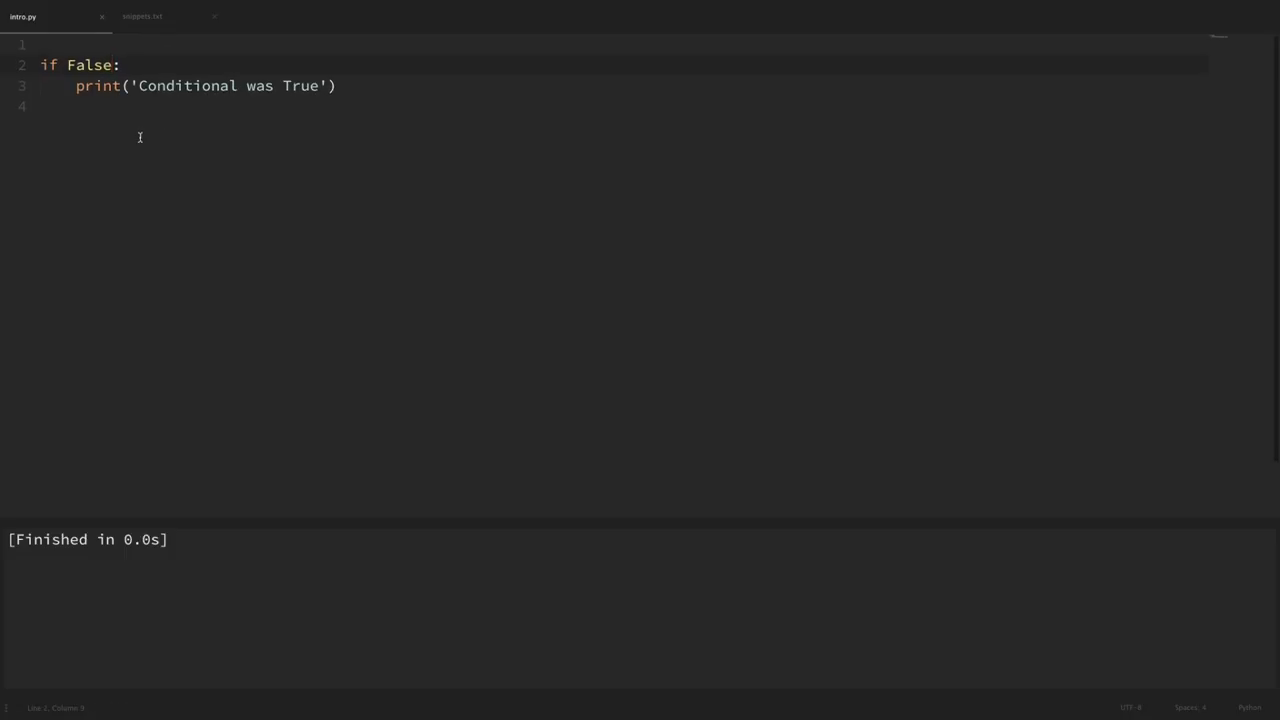 intro.py × snippets.txt ×
1
2 if False:
3     print('Conditional was True')
4
[Finished in 0.0s]
Line 2, Column 9 UTF-8 Spaces: 4 Python